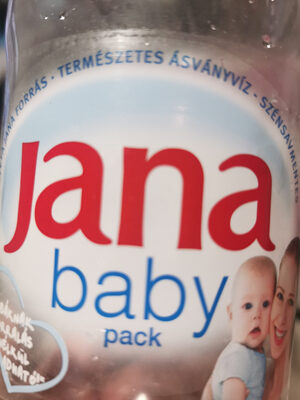 FORRÁS · TERMÉSZETES ÁSVÁNYVÍZ · SZÉNSAVMENTES
Jana
baby
pack